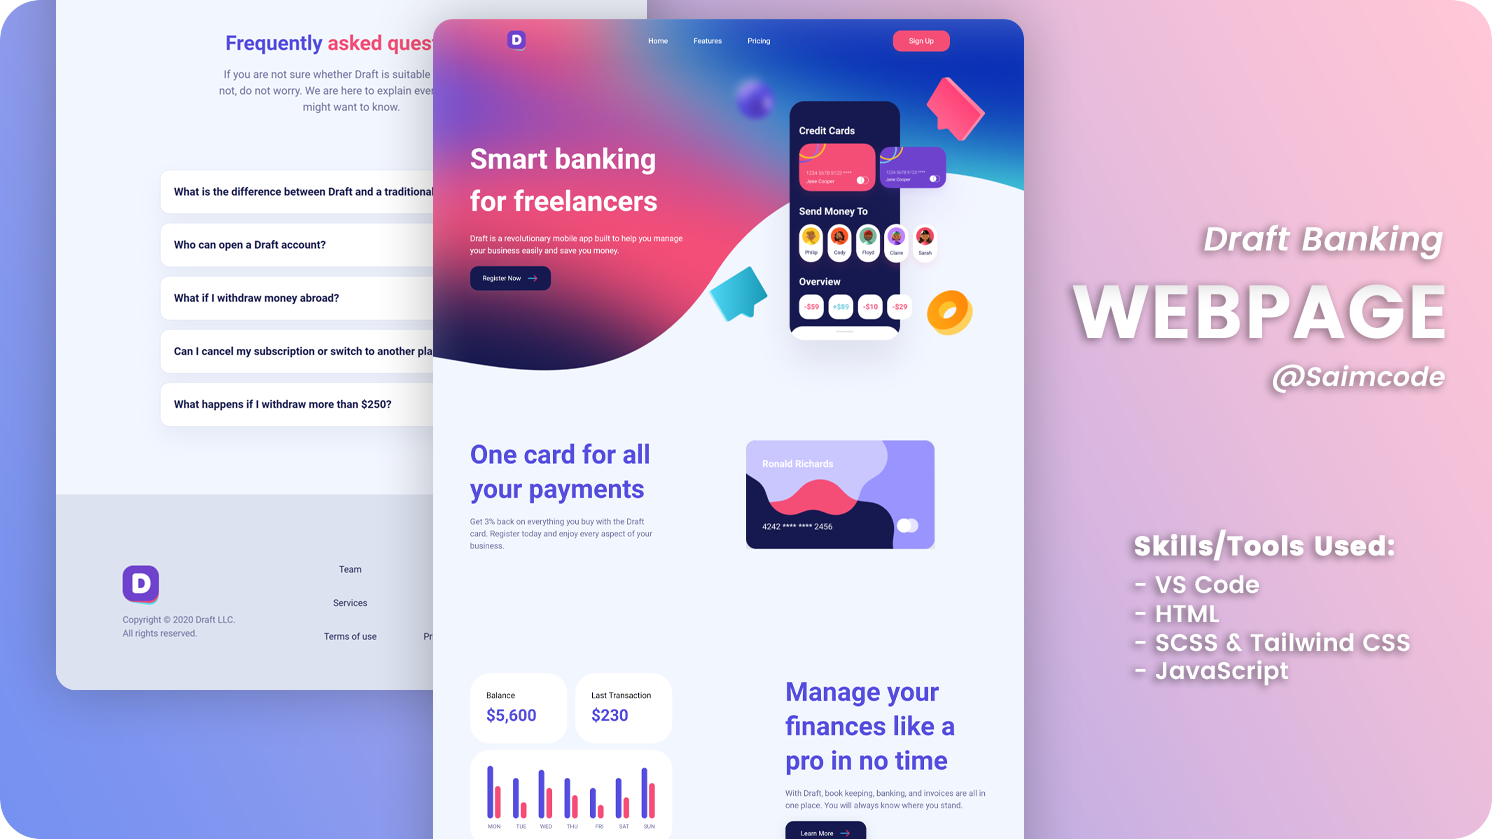 Frequently asked ques
If you are not sure whether Draft is suitable
not, do not worry. We are here to explain ever
might want to know.
What is the difference between Draft and a traditional
Who can open a Draft account?
What if I withdraw money abroad?
Can I cancel my subscription or switch to another pla
What happens if I withdraw more than $250?
D
Copyright © 2020 Draft LLC.
All rights reserved.
Team
Services
Terms of use
Pr
D
Home
Features
Pricing
Sign Up
Smart banking
for freelancers
Draft is a revolutionary mobile app built to help you manage
your business easily and save you money.
Register Now
Credit Cards
1234 5678 9123 ****
Jane Cooper
1234 5678 9123 ****
Jane Cooper
Send Money To
Philip
Cody
Floyd
Claire
Sarah
Overview
-$59
+$89
-$10
-$29
One card for all
your payments
Get 3% back on everything you buy with the Draft
card. Register today and enjoy every aspect of your
business.
Ronald Richards
4242 **** **** 2456
Balance
$5,600
Last Transaction
$230
MON TUE WED THU FRI SAT SUN
Manage your
finances like a
pro in no time
With Draft, book keeping, banking, and invoices are all in
one place. You will always know where you stand.
Learn More
Draft Banking
WEBPAGE
@Saimcode
Skills/Tools Used:
- VS Code
- HTML
- SCSS & Tailwind CSS
- JavaScript